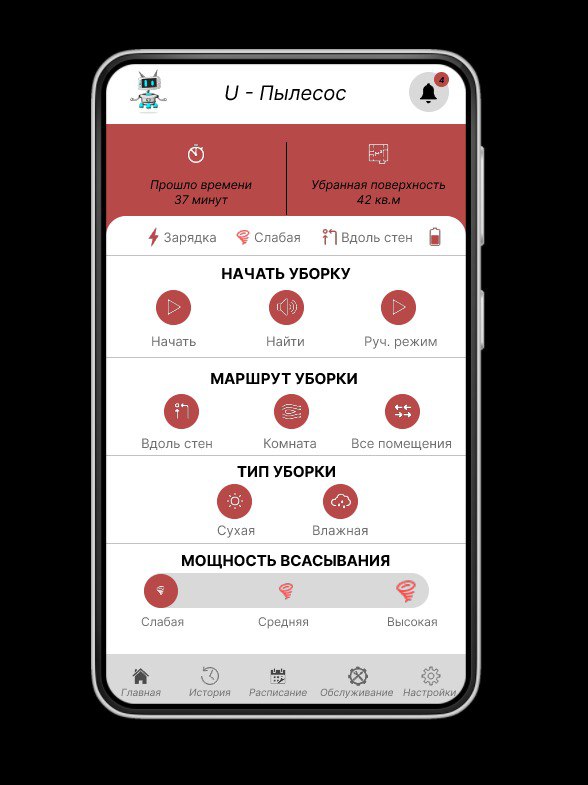 U - Пылесос
4
Прошло времени
37 минут
Убранная поверхность
42 кв.м
Зарядка Слабая Вдоль стен
НАЧАТЬ УБОРКУ
Начать Найти Руч. режим
МАРШРУТ УБОРКИ
Вдоль стен Комната Все помещения
ТИП УБОРКИ
Сухая Влажная
МОЩНОСТЬ ВСАСЫВАНИЯ
Слабая Средняя Высокая
Главная История Расписание Обслуживание Настройки